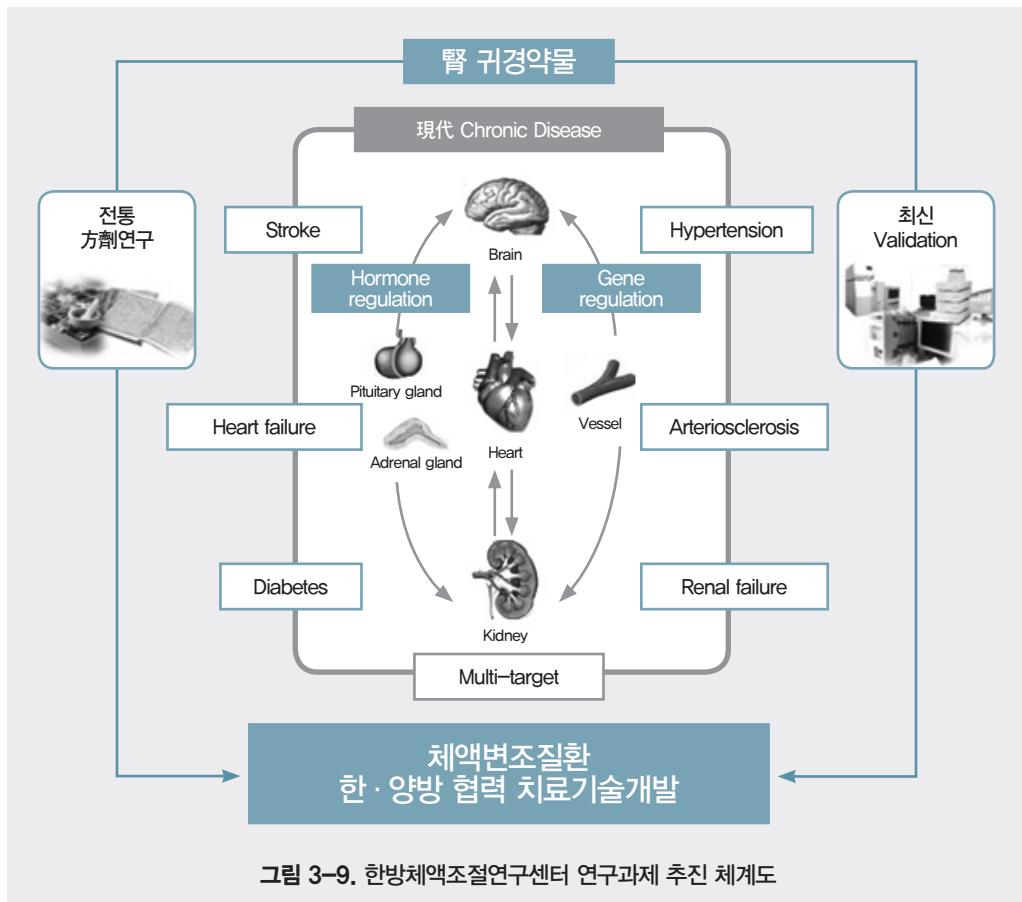 腎 귀경약물
現代 Chronic Disease
전통
方劑연구
최신
Validation
Stroke
Hypertension
Brain
Hormone
regulation
Gene
regulation
Pituitary gland
Vessel
Heart failure
Adrenal gland
Heart
Arteriosclerosis
Diabetes
Renal failure
Kidney
Multi-target
체액변조질환
한·양방 협력 치료기술개발
그림 3-9. 한방체액조절연구센터 연구과제 추진 체계도